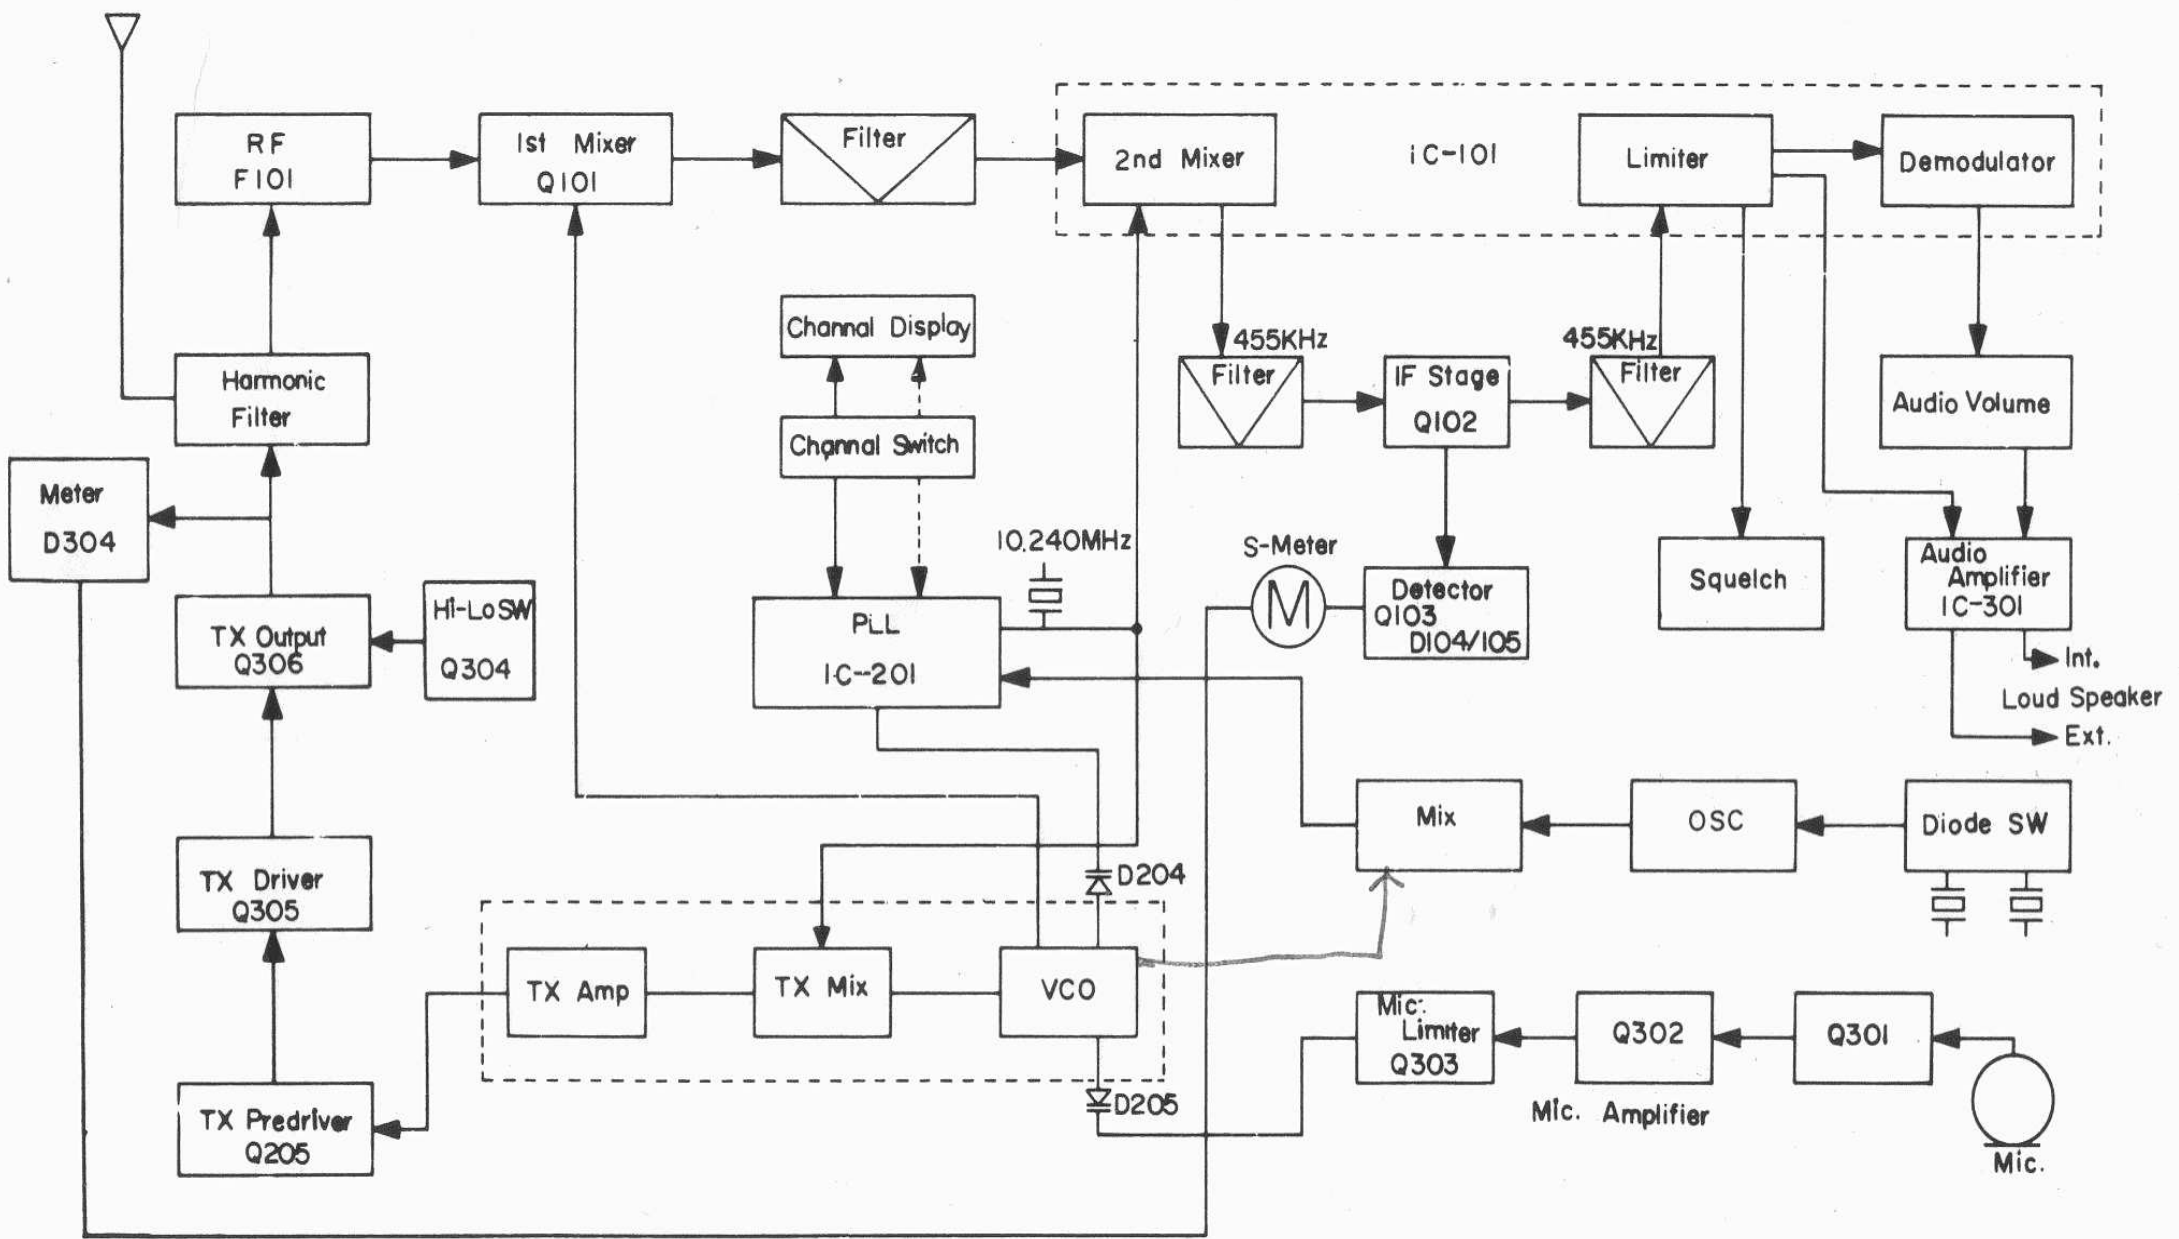 RF
F101
1st Mixer
Q101
Filter
2nd Mixer
IC-101
Limiter
Demodulator
Channal Display
Channal Switch
Harmonic
Filter
455KHz
Filter
IF Stage
Q102
455KHz
Filter
Audio Volume
Meter
D304
10.240MHz
S-Meter
M
Detector
Q103
D104/105
Squelch
Audio
Amplifier
IC-301
Int.
Loud Speaker
Ext.
TX Output
Q306
Hi-Lo SW
Q304
PLL
IC-201
Mix
OSC
Diode SW
TX Driver
Q305
D204
TX Amp
TX Mix
VCO
D205
Mic.
Limiter
Q303
Q302
Q301
Mic. Amplifier
Mic.
TX Predriver
Q205